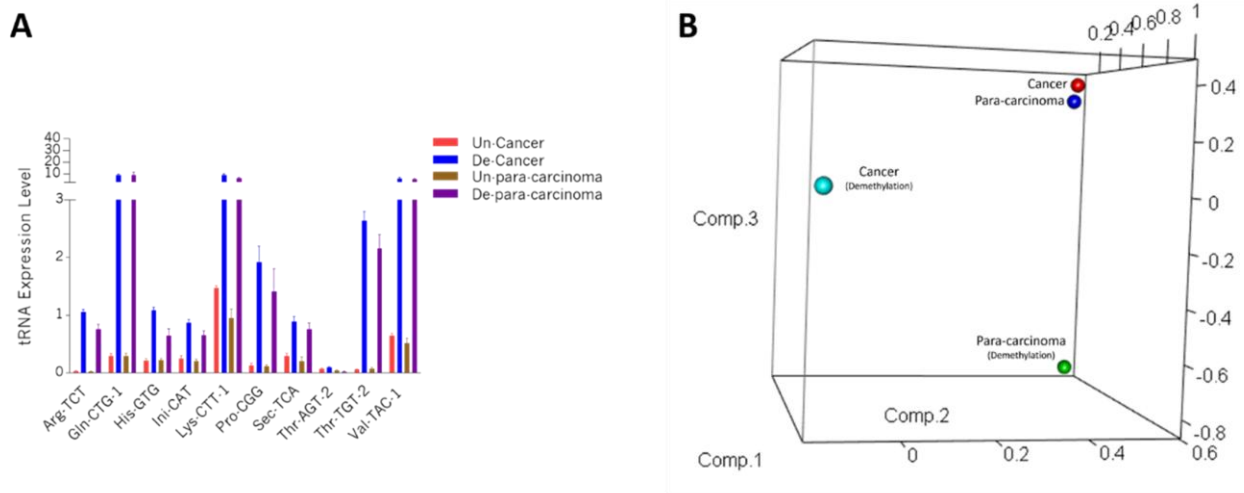 A
40
30
20
10
3
2
1
0
tRNA Expression Level
Un-Cancer
De-Cancer
Un-para-carcinoma
De-para-carcinoma
Arg-TCT
Gln-CTG-1
His-GTG
Ini-CAT
Lys-CTT-1
Pro-CGG
Sec-TCA
Thr-AGT-2
Thr-TGT-2
Val-TAC-1
B
0.2
0.4
0.6
0.8
1
Cancer
Para-carcinoma
Cancer
(Demethylation)
Para-carcinoma
(Demethylation)
0.4
0.2
0
-0.2
-0.4
-0.6
-0.8
Comp.3
Comp.2
Comp.1
0
0.2
0.4
0.6